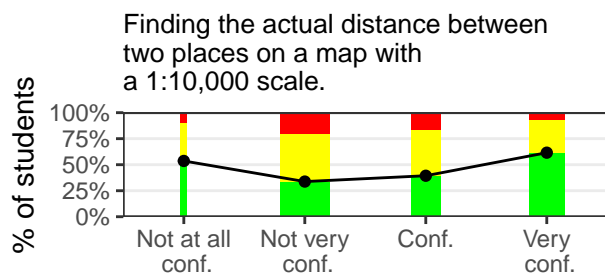 Finding the actual distance between
two places on a map with
a 1:10,000 scale.
% of students
100%
75%
50%
25%
0%
Not at all
conf.
Not very
conf.
Conf.
Very
conf.